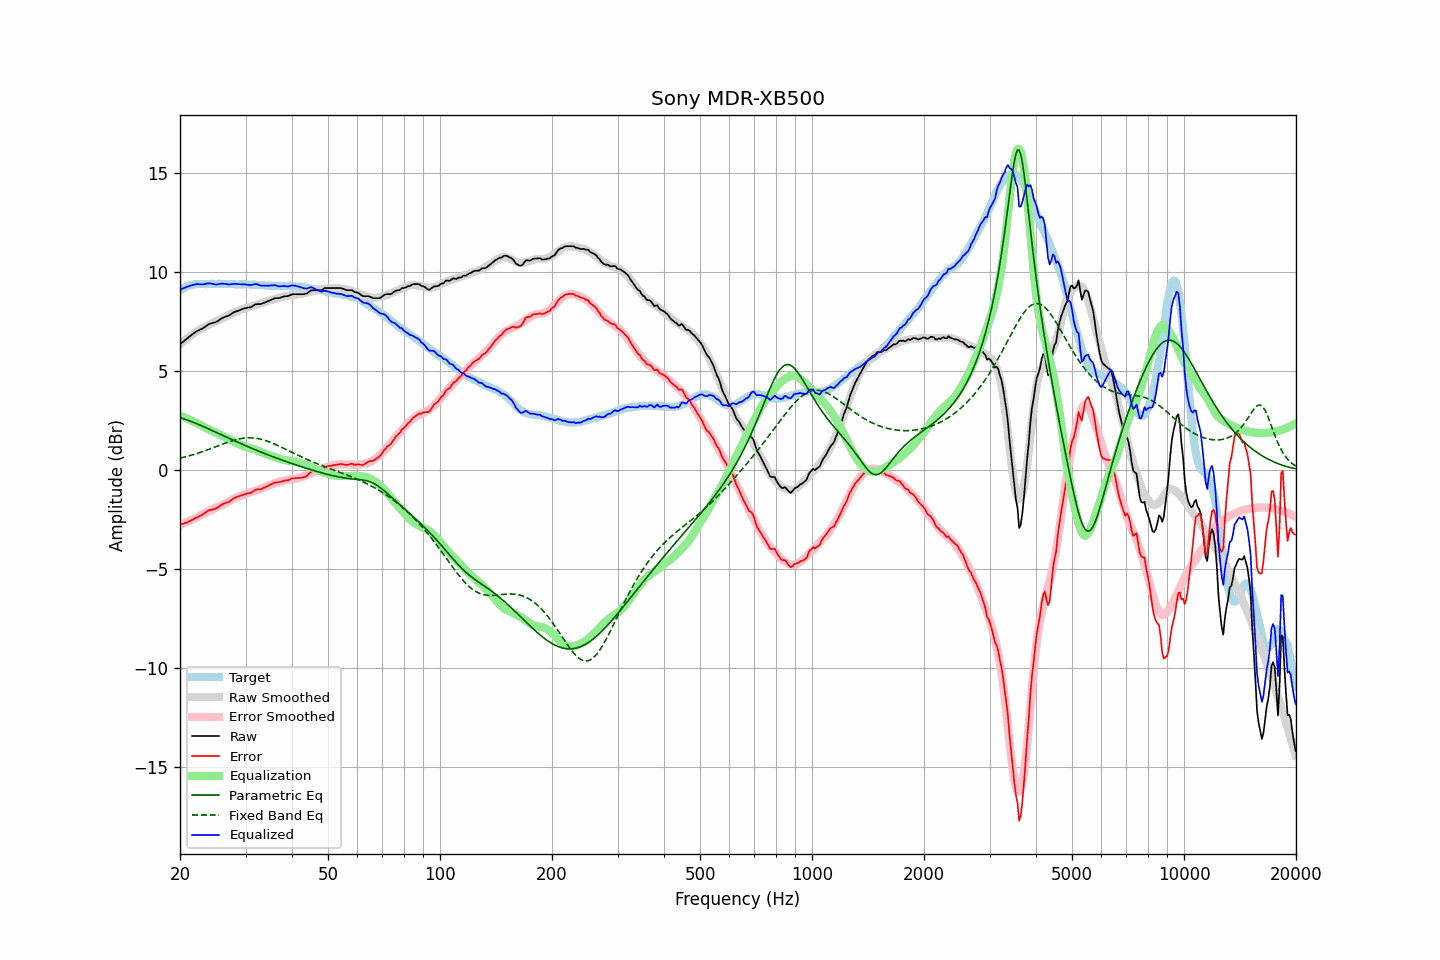 Sony MDR-XB500
Amplitude (dBr)
15
10
5
0
−5
−10
−15
Target
Raw Smoothed
Error Smoothed
Raw
Error
Equalization
Parametric Eq
Fixed Band Eq
Equalized
20 50 100 200 500 1000 2000 5000 10000 20000
Frequency (Hz)